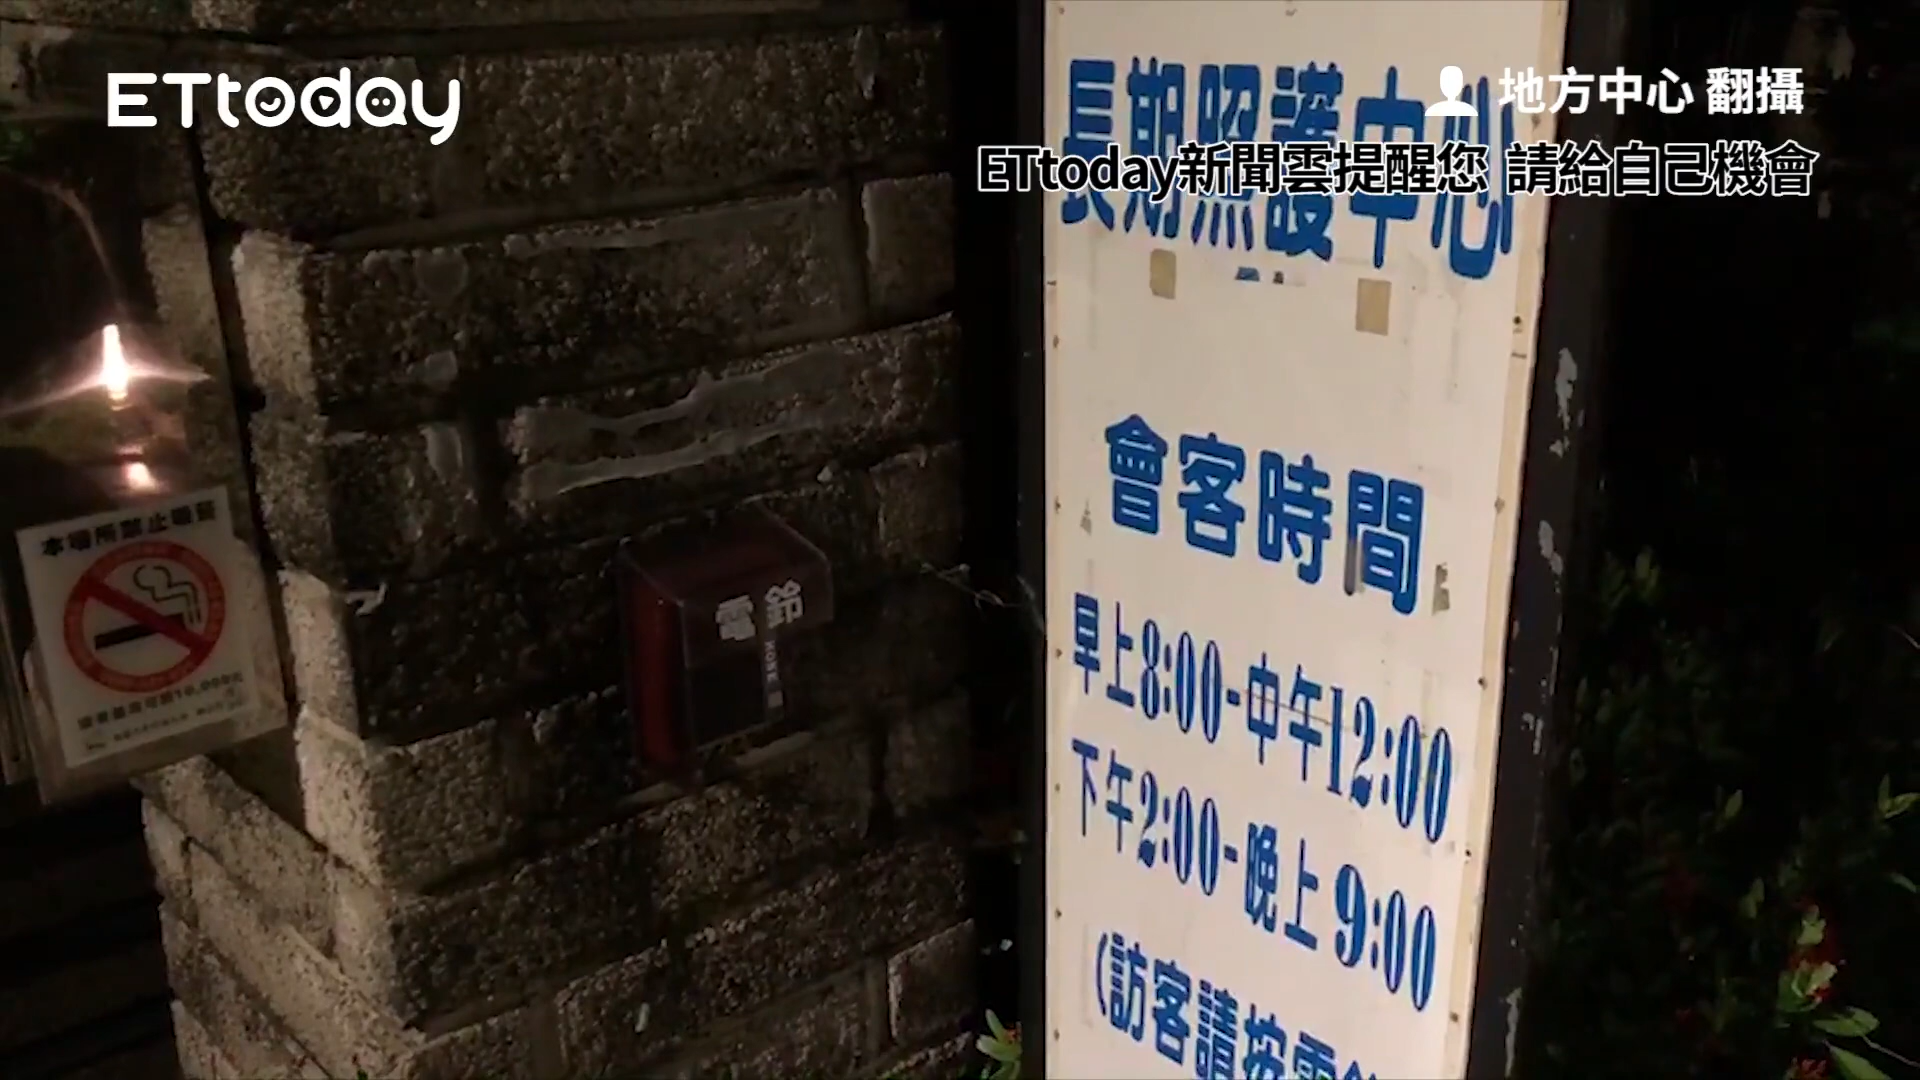 ETtoday
地方中心 翻攝
ETtoday新聞雲提醒您 請給自己機會
長期照護中心
會客時間
早上8:00-中午12:00
下午2:00-晚上9:00
(訪客請按電鈴
電鈴
本場所禁止吸菸